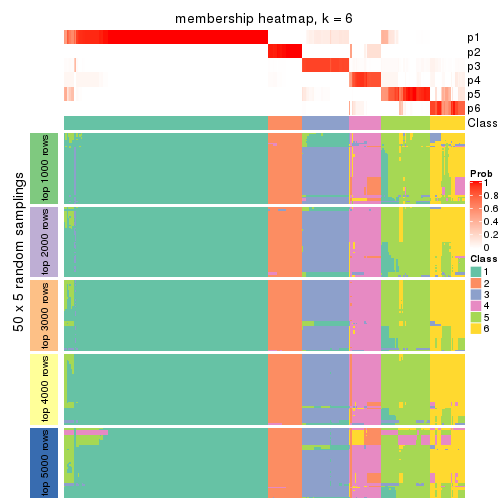 membership heatmap, k = 6
p1
p2
p3
p4
p5
p6
Class
50 x 5 random samplings
top 1000 rows
top 2000 rows
top 3000 rows
top 4000 rows
top 5000 rows
Prob
1
0.8
0.6
0.4
0.2
0
Class
1
2
3
4
5
6